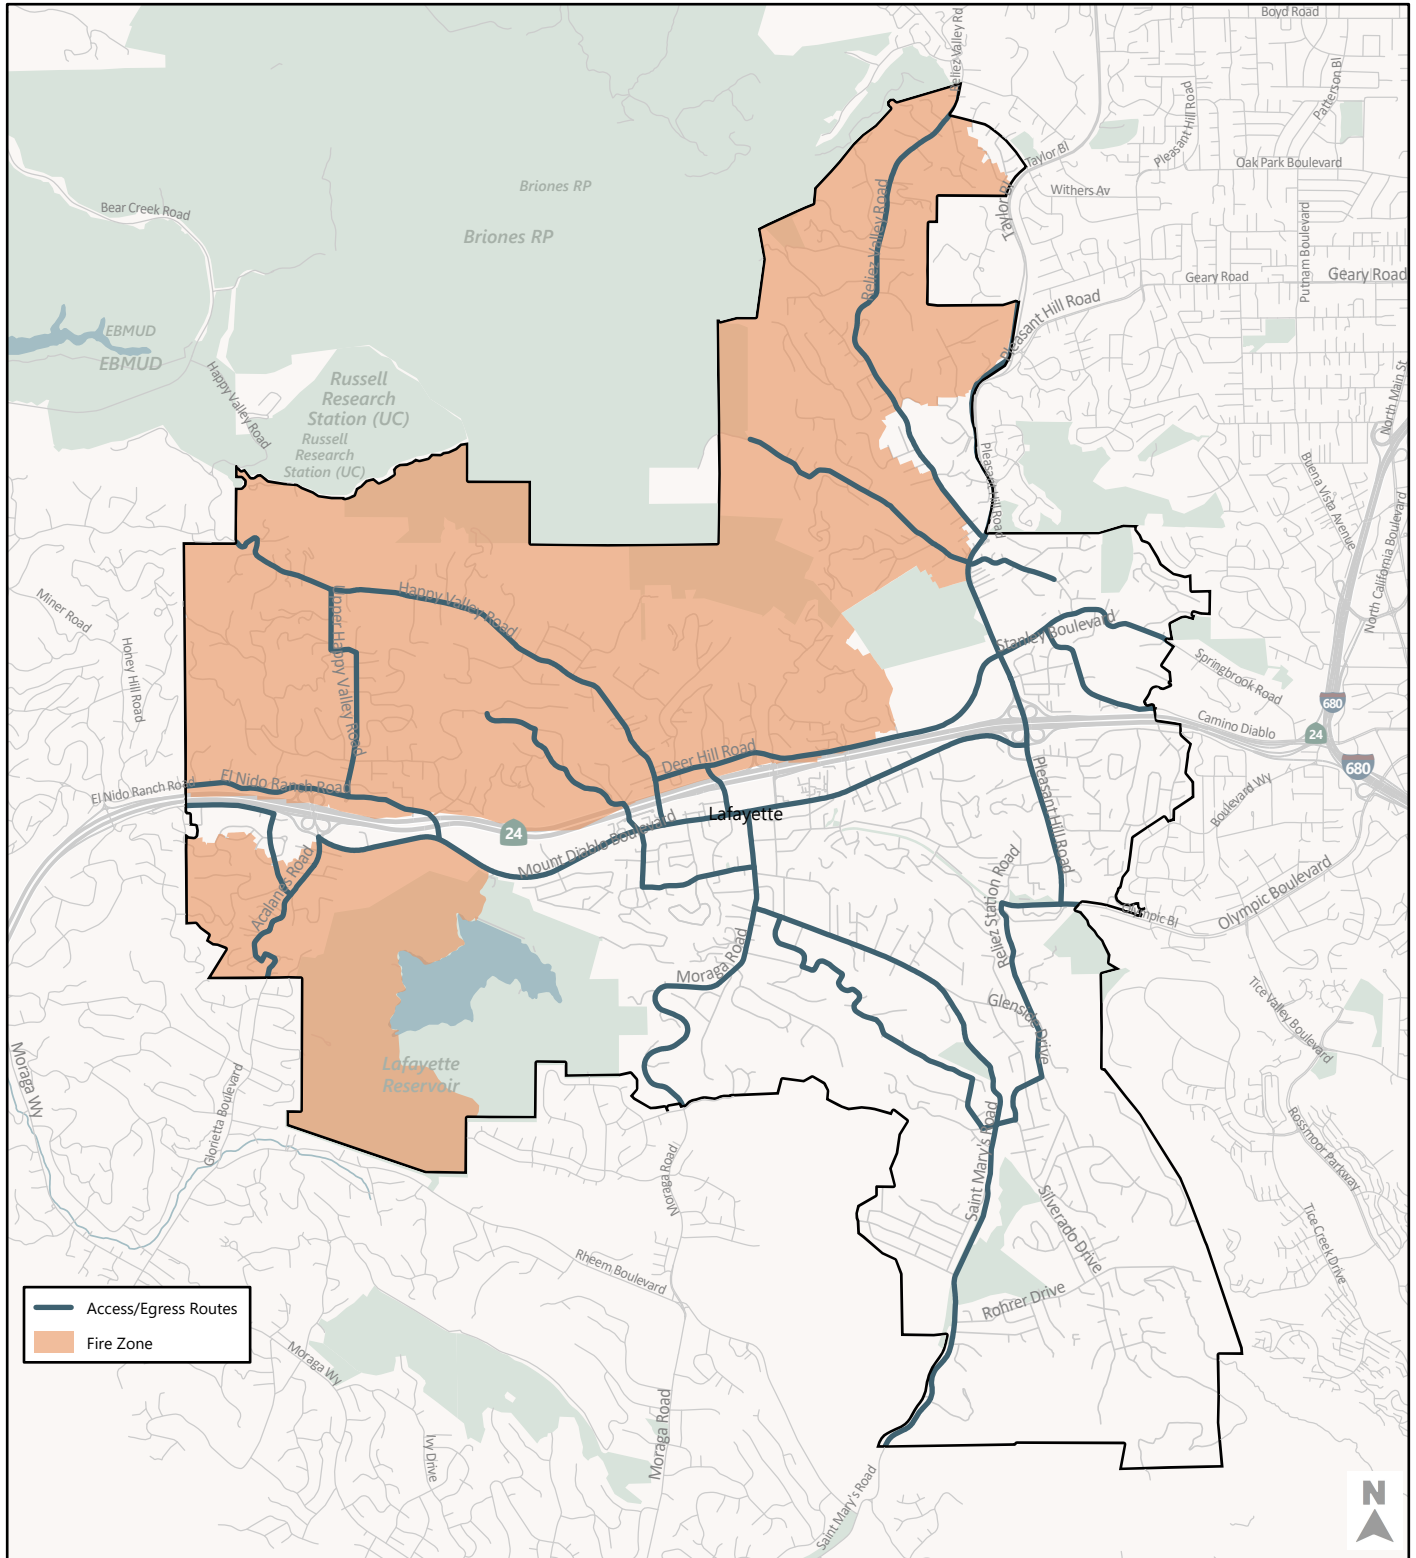 Boyd Road
Reliez Valley Rd
Patterson Bl
Pleasant Hill Road
Taylor Bl
Oak Park Boulevard
Withers Av
Briones RP
Bear Creek Road
Briones RP
Taylor Bl
Reliez Valley Road
Putnam Boulevard
Geary Road
Geary Road
Pleasant Hill Road
EBMUD
EBMUD
Happy Valley Road
Russell
Research
Station (UC)
Russell
Research
Station (UC)
North Main St
Pleasant Hill Road
Buena Vista Avenue
North California Boulevard
Miner Road
Honey Hill Road
Upper Happy Valley Road
Happy Valley Road
Stanley Boulevard
Springbrook Road
680
Camino Diablo
24
680
Deer Hill Road
El Nido Ranch Road
El Nido Ranch Road
Lafayette
24
Mount Diablo Boulevard
Pleasant Hill Road
Boulevard Wy
Acalanes Road
Reliez Station Road
Olympic Boulevard
Olympic Bl
Moraga Road
Glenside Drive
Tice Valley Boulevard
Lafayette
Reservoir
Moraga Wy
Glorietta Boulevard
Rossmoor Parkway
Saint Mary's Road
Moraga Road
Silverado Drive
Tice Creek Drive
Rheem Boulevard
Rohrer Drive
Access/Egress Routes
Fire Zone
Moraga Wy
Moraga Road
Ivy Drive
Saint Mary's Road
N